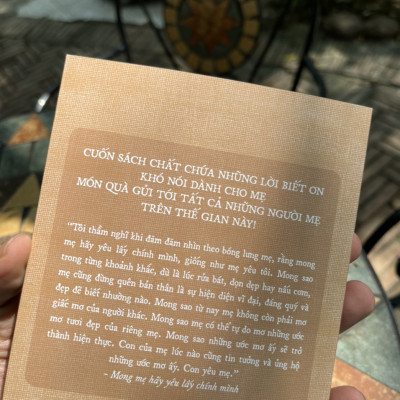 CUỐN SÁCH CHẤT CHỨA NHỮNG LỜI BIẾT ƠN
KHÓ NÓI DÀNH CHO MẸ
MÓN QUÀ GỬI TỚI TẤT CẢ NHỮNG NGƯỜI MẸ
TRÊN THẾ GIAN NÀY!
"Tôi thầm nghĩ khi đăm đăm nhìn theo bóng lưng mẹ, rằng mong
mẹ hãy yêu lấy chính mình, giống như mẹ yêu tôi. Mong sao
trong từng khoảnh khắc, dù là lúc rửa bát, dọn dẹp hay nấu cơm,
mẹ cũng đừng quên bản thân là sự hiện diện vĩ đại, đáng quý và
đẹp đẽ biết nhường nào. Mong sao từ nay mẹ không còn phải mơ
giấc mơ của người khác. Mong sao mẹ có thể tự do mơ những ước
mơ tươi đẹp của riêng mẹ. Mong sao những ước mơ ấy sẽ trở
thành hiện thực. Con của mẹ lúc nào cũng tin tưởng và ủng hộ
những ước mơ ấy. Con yêu mẹ."
– Mong mẹ hãy yêu lấy chính mình